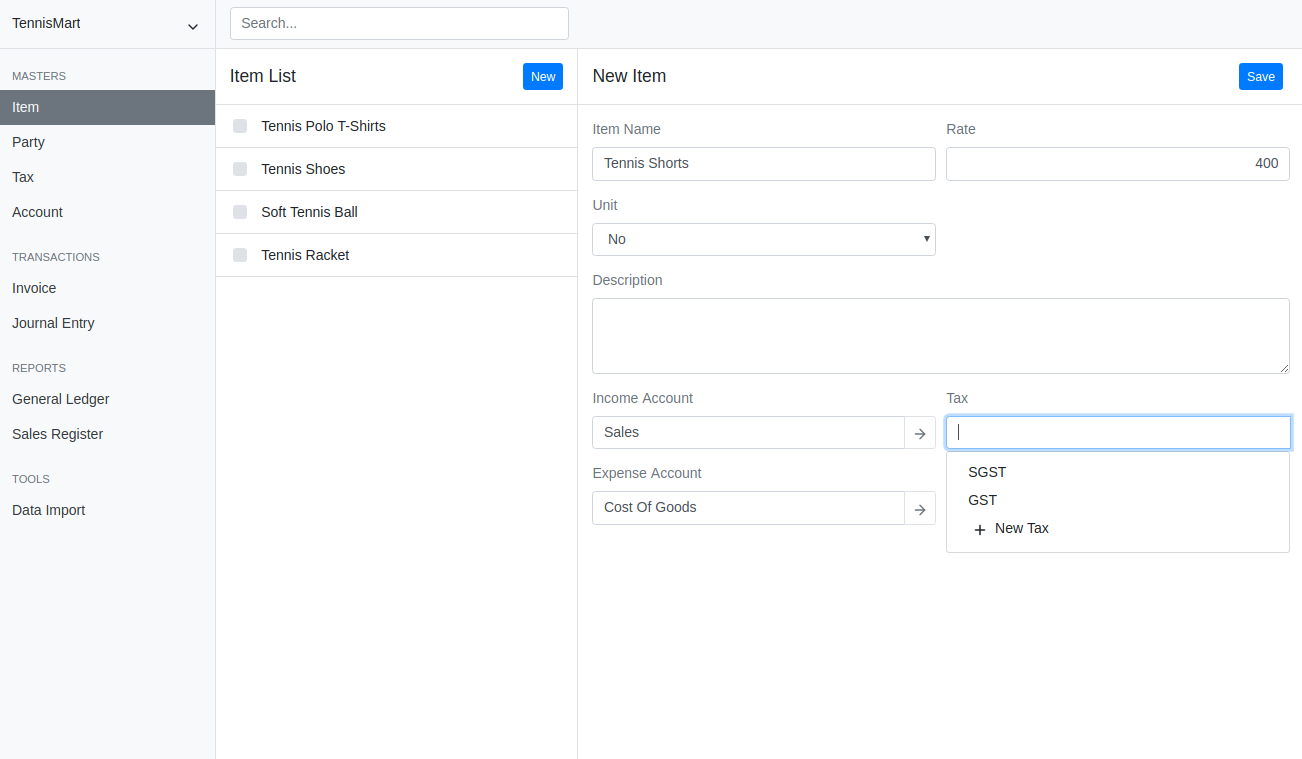 TennisMart
Search...
MASTERS
Item
Party
Tax
Account
TRANSACTIONS
Invoice
Journal Entry
REPORTS
General Ledger
Sales Register
TOOLS
Data Import
Item List
New
Tennis Polo T-Shirts
Tennis Shoes
Soft Tennis Ball
Tennis Racket
New Item
Save
Item Name
Rate
Tennis Shorts
400
Unit
No
Description
Income Account
Tax
Sales
SGST
GST
New Tax
Expense Account
Cost Of Goods